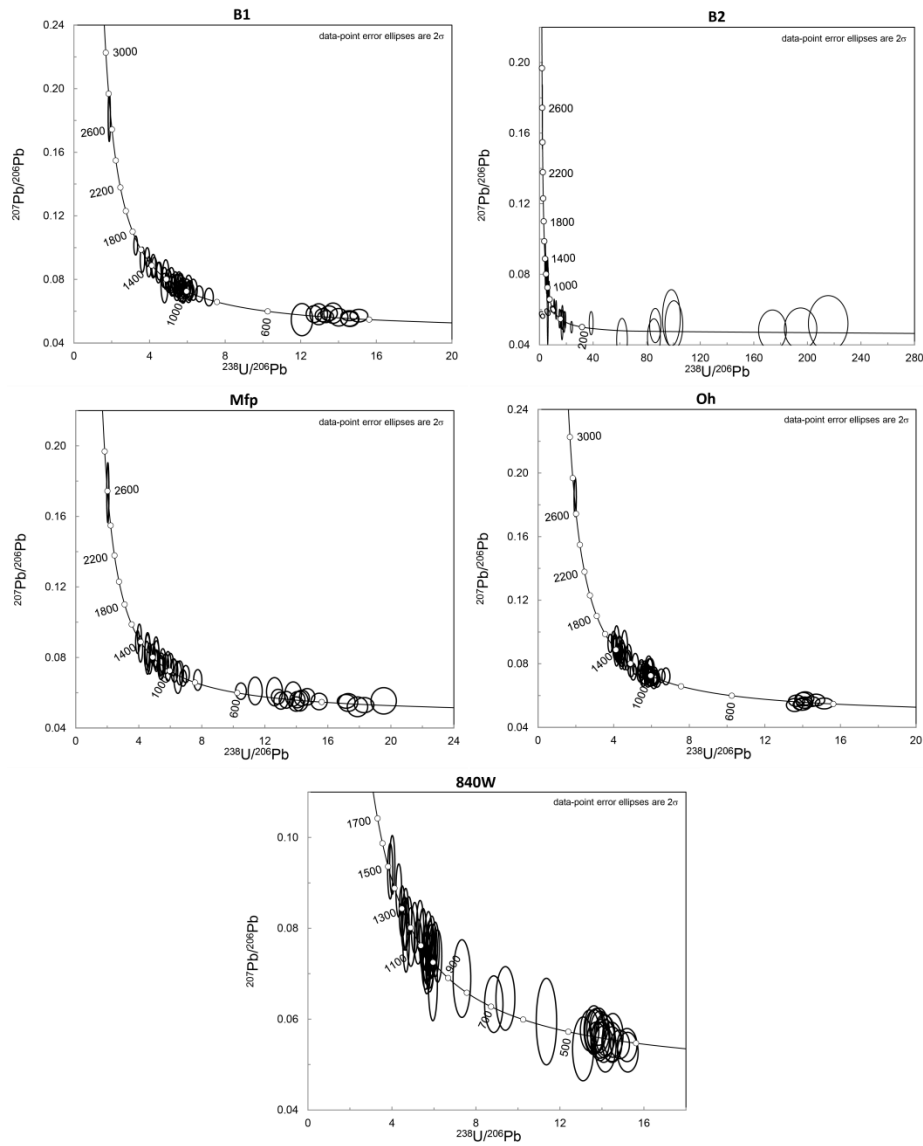 B1
data-point error ellipses are 2σ
0.24
0.20
0.16
0.12
0.08
0.04
207Pb/206Pb
3000
2600
2200
1800
1400
1000
600
0 4 8 12 16 20
238U/206Pb
B2
data-point error ellipses are 2σ
0.20
0.16
0.12
0.08
0.04
207Pb/206Pb
2600
2200
1800
1400
1000
200
0 40 80 120 160 200 240 280
238U/206Pb
Mfp
data-point error ellipses are 2σ
0.20
0.16
0.12
0.08
0.04
207Pb/206Pb
2600
2200
1800
1400
1000
600
0 4 8 12 16 20 24
238U/206Pb
Oh
data-point error ellipses are 2σ
0.24
0.20
0.16
0.12
0.08
0.04
207Pb/206Pb
3000
2600
2200
1800
1400
1000
600
0 4 8 12 16 20
238U/206Pb
840W
data-point error ellipses are 2σ
0.10
0.08
0.06
0.04
207Pb/206Pb
1700
1500
1300
1100
900
700
500
0 4 8 12 16
238U/206Pb